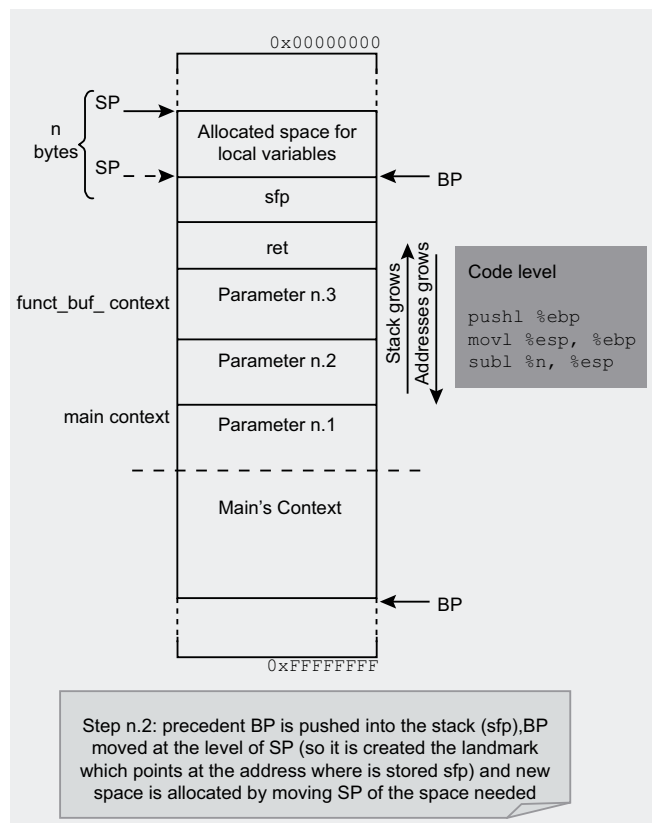 0x00000000
SP
n
bytes
SP
Allocated space for
local variables
BP
sfp
ret
funct_buf_ context
Parameter n.3
Parameter n.2
main context
Parameter n.1
Stack grows
Addresses grows
Code level
pushl %ebp
movl %esp, %ebp
subl %n, %esp
Main's Context
BP
0xFFFFFFFF
Step n.2: precedent BP is pushed into the stack (sfp),BP
moved at the level of SP (so it is created the landmark
which points at the address where is stored sfp) and new
space is allocated by moving SP of the space needed